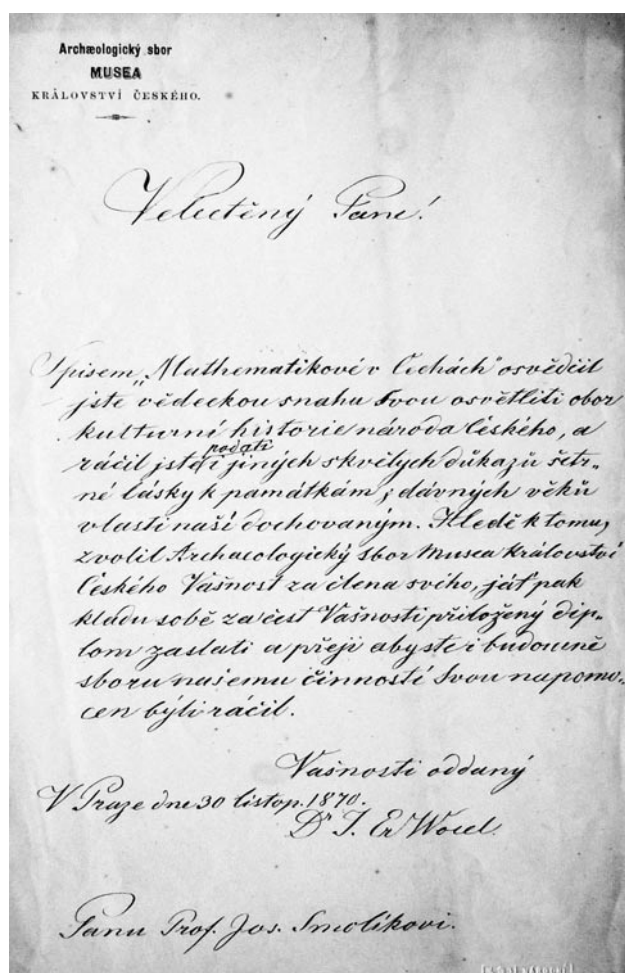 Archæologický sbor
MUSEA
KRÁLOVSTVÍ ČESKÉHO.
Velectěný Pane!
Spisem „Mathematikové v Čechách“ osvědčil
jste vědeckou snahu Svou osvětliti obor
kulturní historie národa českého, a
podati
ráčil jste i jiných skvělých důkazů šetr„
né lásky k památkám, z dávných věků
vlasti naší dochovaným. Hledě k tomu,
zvolil Archaeologický sbor Musea Království
Českého Vašnost za člena svého, jáť pak
kladu sobě za čest Vašnosti přiložený dip„
lom zaslati a přeji abyste i budoucně
sboru našemu činností Svou nápomo„
cen býti ráčil.
Vašnosti oddaný
V Praze dne 30 listop. 1870.
Dr J. Er Wocel.
Panu Prof. Jos. Smolíkovi.